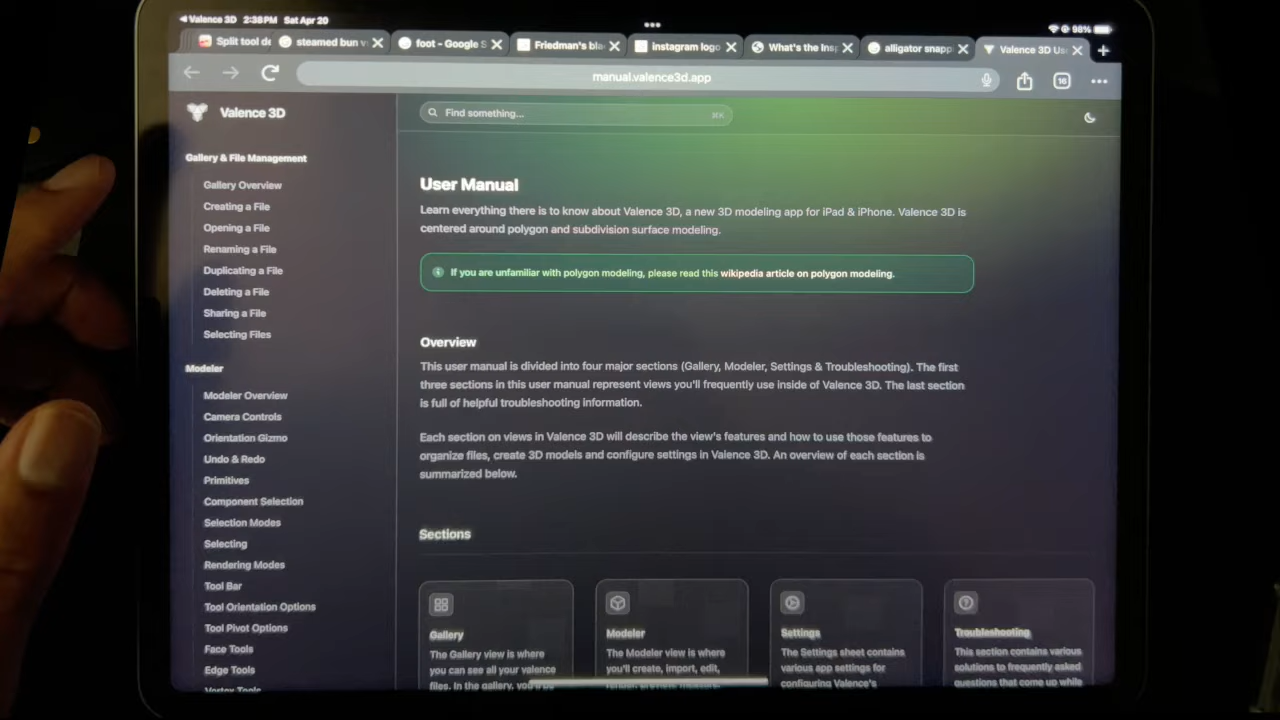 Valence 3D 2:38 PM Sat Apr 20
98%
Split tool de
steamed bun v
foot - Google S
Friedman's bla
instagram logo
What's the Insp
alligator snapp
Valence 3D Us
manual.valence3d.app
16
Valence 3D
Find something...
⌘K
Gallery & File Management
Gallery Overview
Creating a File
Opening a File
Renaming a File
Duplicating a File
Deleting a File
Sharing a File
Selecting Files
Modeler
Modeler Overview
Camera Controls
Orientation Gizmo
Undo & Redo
Primitives
Component Selection
Selection Modes
Selecting
Rendering Modes
Tool Bar
Tool Orientation Options
Tool Pivot Options
Face Tools
Edge Tools
Vertex Tools
User Manual
Learn everything there is to know about Valence 3D, a new 3D modeling app for iPad & iPhone. Valence 3D is
centered around polygon and subdivision surface modeling.
If you are unfamiliar with polygon modeling, please read this wikipedia article on polygon modeling.
Overview
This user manual is divided into four major sections (Gallery, Modeler, Settings & Troubleshooting). The first
three sections in this user manual represent views you'll frequently use inside of Valence 3D. The last section
is full of helpful troubleshooting information.
Each section on views in Valence 3D will describe the view's features and how to use those features to
organize files, create 3D models and configure settings in Valence 3D. An overview of each section is
summarized below.
Sections
Gallery
The Gallery view is where
you can see all your valence
files. In the gallery, you'll be
Modeler
The Modeler view is where
you'll create, import, edit,
Settings
The Settings sheet contains
various app settings for
configuring Valence's
Troubleshooting
This section contains various
solutions to frequently asked
questions that come up while